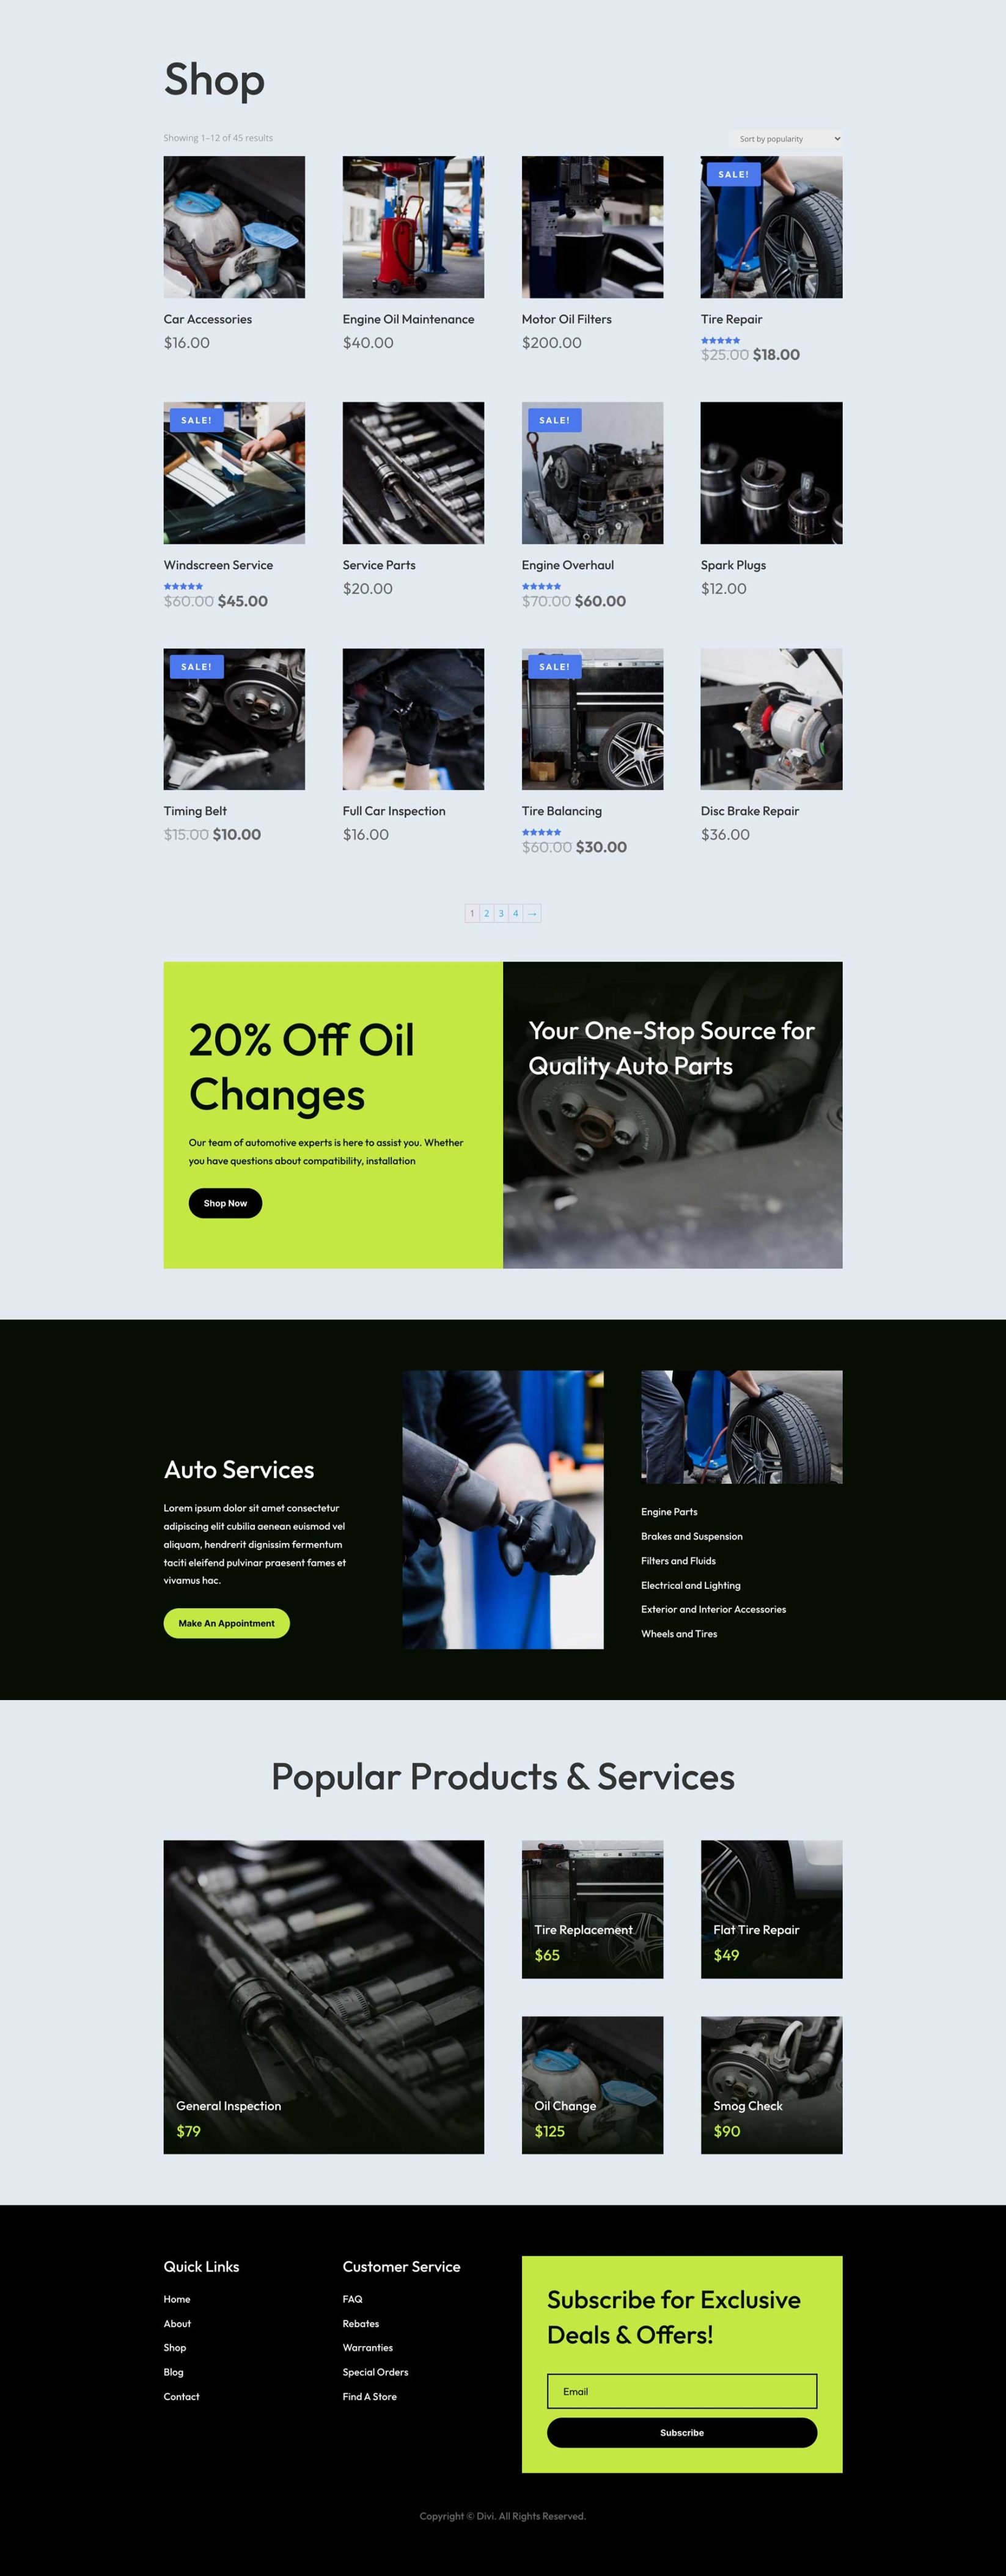 Shop
Showing 1–12 of 45 results
Sort by popularity
SALE!
Car Accessories
$16.00
Engine Oil Maintenance
$40.00
Motor Oil Filters
$200.00
Tire Repair
$25.00 $18.00
SALE!
SALE!
Windscreen Service
$60.00 $45.00
Service Parts
$20.00
Engine Overhaul
$70.00 $60.00
Spark Plugs
$12.00
SALE!
SALE!
Timing Belt
$15.00 $10.00
Full Car Inspection
$16.00
Tire Balancing
$60.00 $30.00
Disc Brake Repair
$36.00
1 2 3 4 →
20% Off Oil
Changes
Our team of automotive experts is here to assist you. Whether
you have questions about compatibility, installation
Shop Now
Your One-Stop Source for
Quality Auto Parts
Auto Services
Lorem ipsum dolor sit amet consectetur
adipiscing elit cubilia aenean euismod vel
aliquam, hendrerit dignissim fermentum
taciti eleifend pulvinar praesent fames et
vivamus hac.
Make An Appointment
Engine Parts
Brakes and Suspension
Filters and Fluids
Electrical and Lighting
Exterior and Interior Accessories
Wheels and Tires
Popular Products & Services
General Inspection
$79
Tire Replacement
$65
Flat Tire Repair
$49
Oil Change
$125
Smog Check
$90
Quick Links
Home
About
Shop
Blog
Contact
Customer Service
FAQ
Rebates
Warranties
Special Orders
Find A Store
Subscribe for Exclusive
Deals & Offers!
Email
Subscribe
Copyright © Divi. All Rights Reserved.